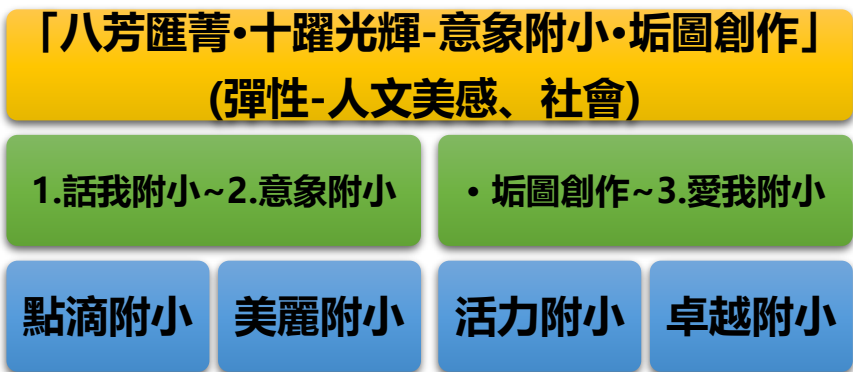 「八芳匯菁•十躍光輝-意象附小•垢圖創作」
(彈性-人文美感、社會)
1.話我附小~2.意象附小
• 垢圖創作~3.愛我附小
點滴附小
美麗附小
活力附小
卓越附小